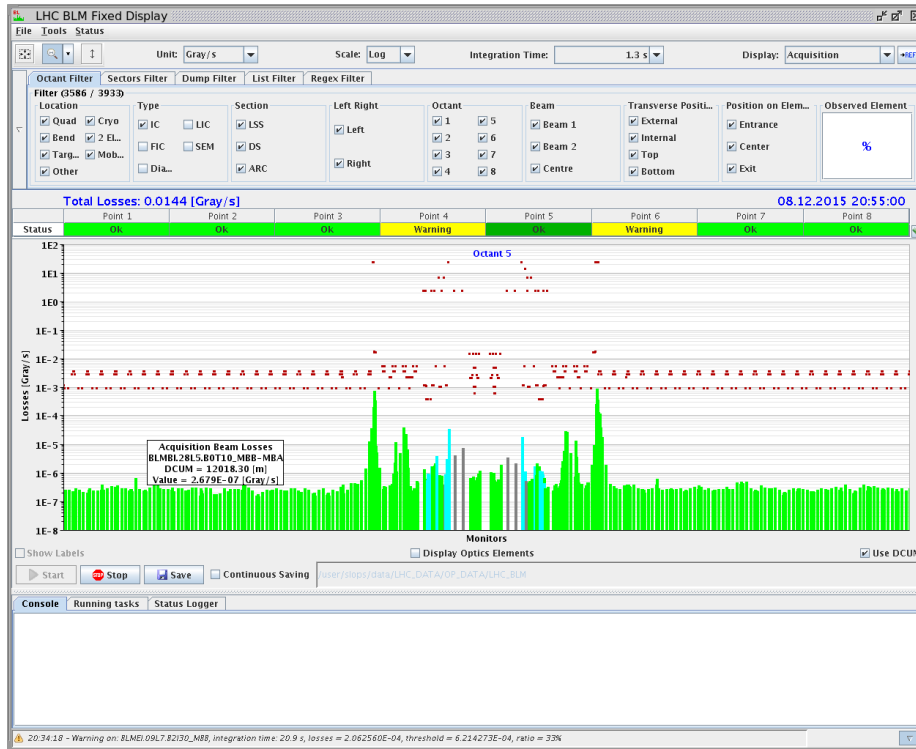 LHC BLM Fixed Display
File Tools Status
Unit: Gray/s Scale: Log Integration Time: 1.3 s Display: Acquisition REF
Octant Filter Sectors Filter Dump Filter List Filter Regex Filter
Filter (3586 / 3933)
Location Type Section Left Right Octant Beam Transverse Positi... Position on Elem... Observed Element
Quad Cryo IC LIC LSS Left 1 5 Beam 1 External Entrance
Bend 2 El... FIC SEM DS Right 2 6 Beam 2 Internal Center %
Targ... Mob... Dia... ARC 3 7 Centre Top Exit
Other 4 8 Bottom
Total Losses: 0.0144 [Gray/s] 08.12.2015 20:55:00
Point 1 Point 2 Point 3 Point 4 Point 5 Point 6 Point 7 Point 8
Status Ok Ok Ok Warning Ok Warning Ok Ok
Octant 5
1E2
1E1
1E0
1E-1
1E-2
1E-3
1E-4
1E-5
1E-6
1E-7
1E-8
Losses [Gray/s]
Acquisition Beam Losses
BLMBI.28L5.B0T10_MBB-MBA
DCUM = 12018.30 [m]
Value = 2.679E-07 [Gray/s]
Monitors
Show Labels Display Optics Elements Use DCUM
Start STOP Stop Save Continuous Saving /user/slops/data/LHC_DATA/OP_DATA/LHC_BLM
Console Running tasks Status Logger
20:34:18 - Warning on: BLMEI.09L7.B2I30_MBB, integration time: 20.9 s, losses = 2.062560E-04, threshold = 6.214273E-04, ratio = 33%